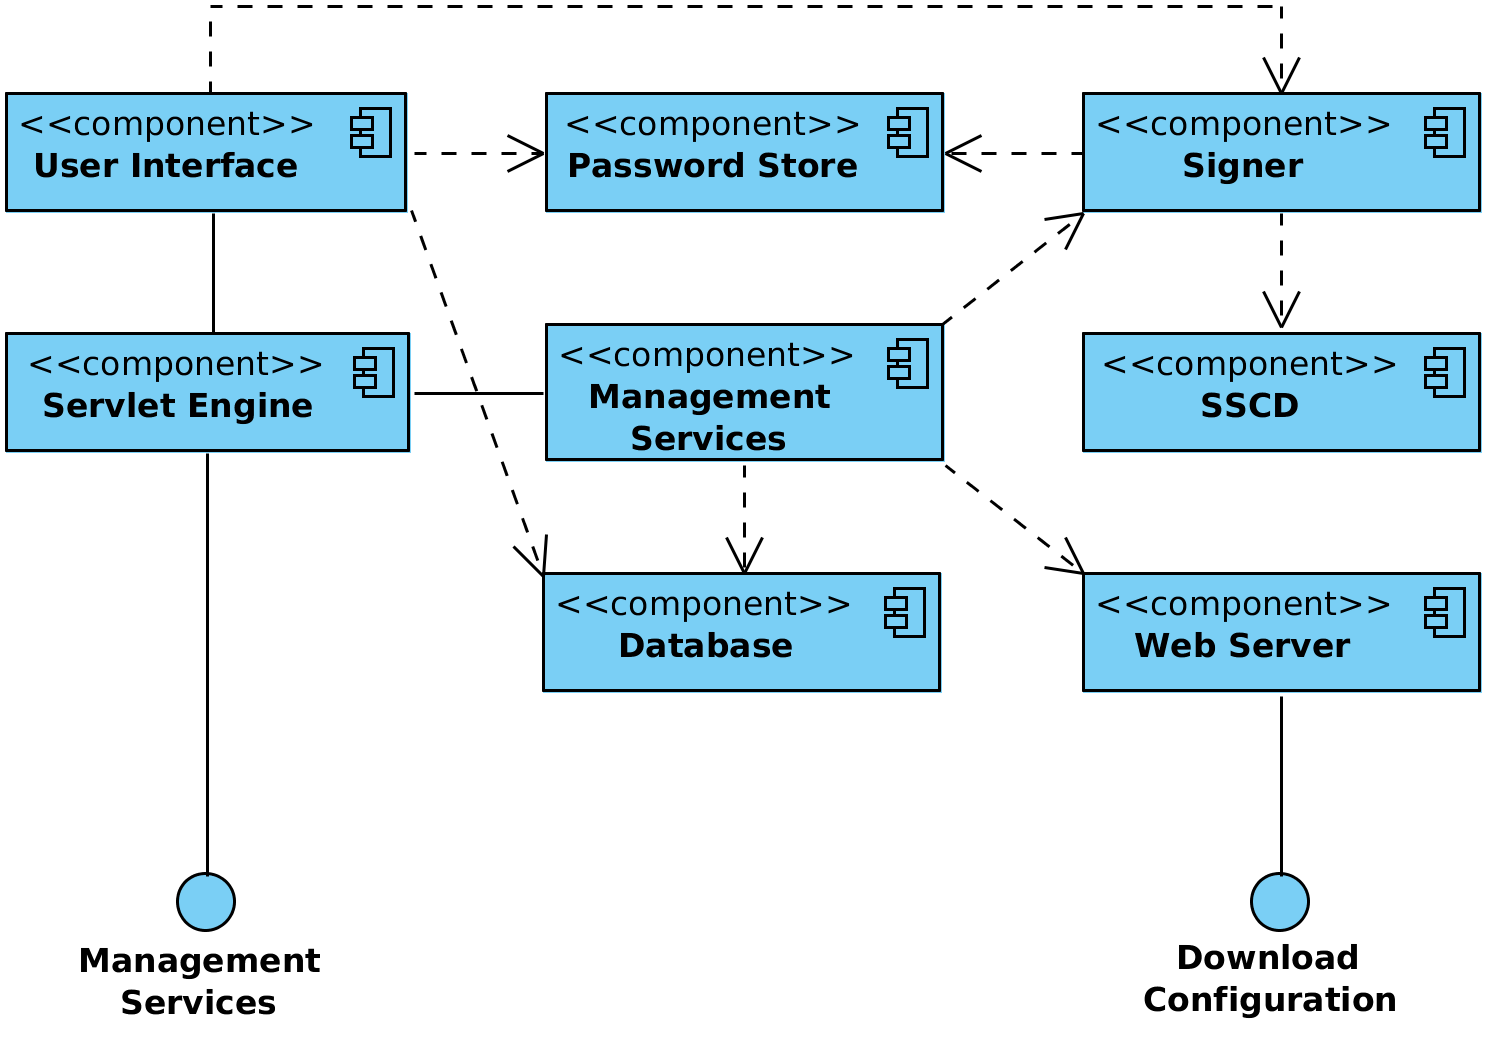 <<component>>
User Interface
<<component>>
Password Store
<<component>>
Signer
<<component>>
Servlet Engine
<<component>>
Management
Services
<<component>>
SSCD
<<component>>
Database
<<component>>
Web Server
Management
Services
Download
Configuration